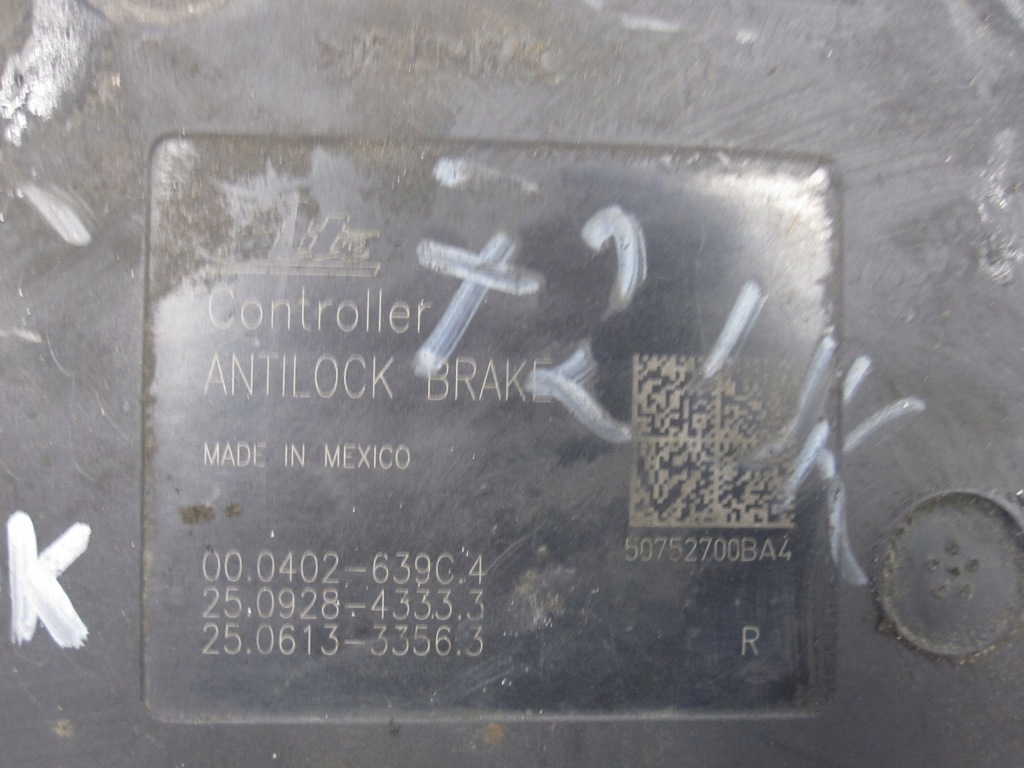 Ate
Controller
ANTILOCK BRAKE
MADE IN MEXICO
50752700BA4
00.0402-639C.4
25.0928-4333.3
25.0613-3356.3
R
K